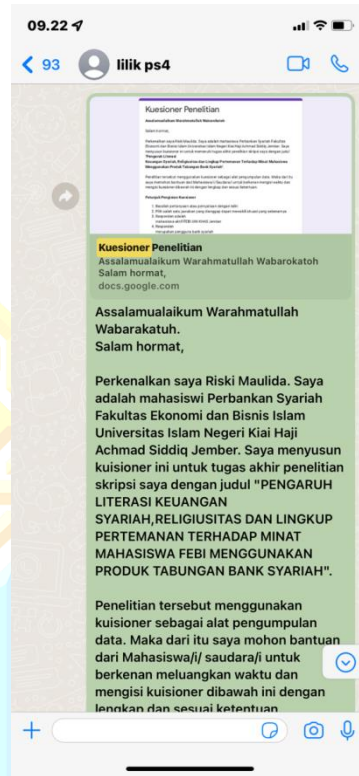 09.22
93 lilik ps4
Kuesioner Penelitian
Assalamualaikum Warahmatullah Wabarakatuh
Salam hormat,
Kuesioner Penelitian
Assalamualaikum Warahmatullah Wabarokatoh
Salam hormat,
docs.google.com
Assalamualaikum Warahmatullah
Wabarakatuh.
Salam hormat,
Perkenalkan saya Riski Maulida. Saya
adalah mahasiswi Perbankan Syariah
Fakultas Ekonomi dan Bisnis Islam
Universitas Islam Negeri Kiai Haji
Achmad Siddiq Jember. Saya menyusun
kuisioner ini untuk tugas akhir penelitian
skripsi saya dengan judul "PENGARUH
LITERASI KEUANGAN
SYARIAH,RELIGIUSITAS DAN LINGKUP
PERTEMANAN TERHADAP MINAT
MAHASISWA FEBI MENGGUNAKAN
PRODUK TABUNGAN BANK SYARIAH".
Penelitian tersebut menggunakan
kuisioner sebagai alat pengumpulan
data. Maka dari itu saya mohon bantuan
dari Mahasiswa/i/ saudara/i untuk
berkenan meluangkan waktu dan
mengisi kuisioner dibawah ini dengan
lengkap dan sesuai ketentuan